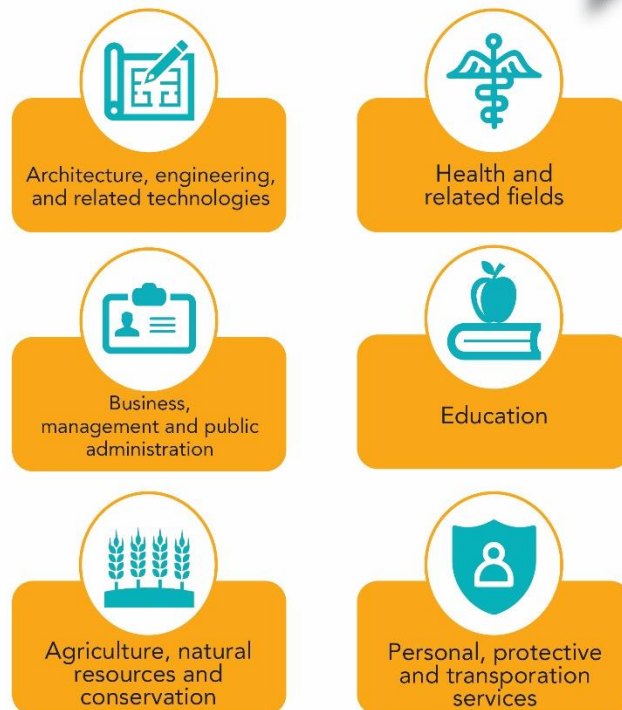 Architecture, engineering,
and related technologies
Health and
related fields
Business,
management and public
administration
Education
Agriculture, natural
resources and
conservation
Personal, protective
and transporation
services